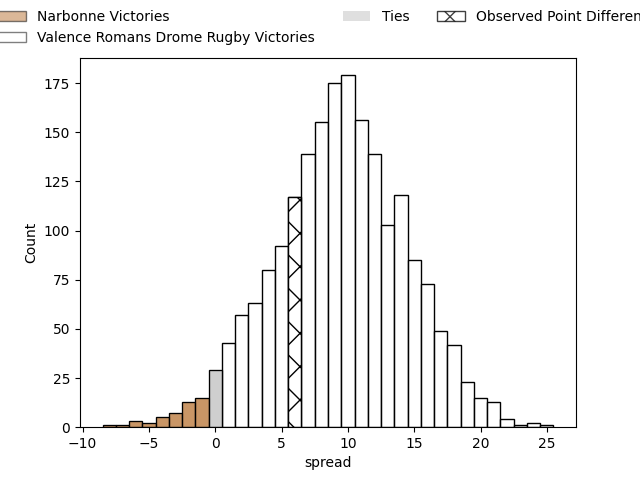 Narbonne Victories
Ties
Observed Point Differen
Valence Romans Drome Rugby Victories
175
150
125
100
75
50
25
0
Count
−10
−5
0
5
10
15
20
25
spread